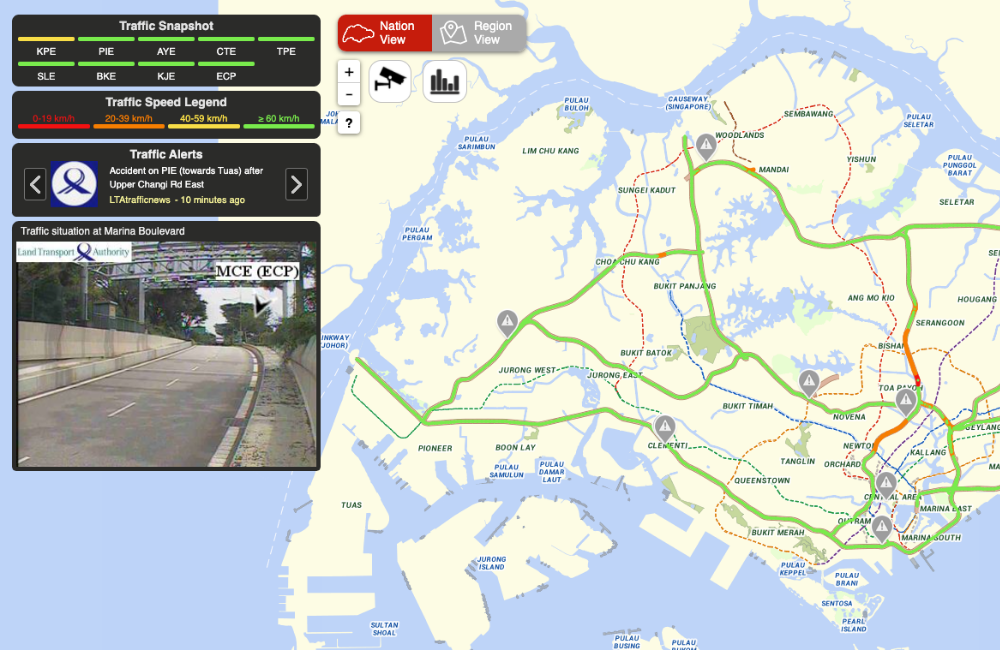 Traffic Snapshot
KPE PIE AYE CTE TPE
SLE BKE KJE ECP
Traffic Speed Legend
0-19 km/h 20-39 km/h 40-59 km/h ≥ 60 km/h
Traffic Alerts
Accident on PIE (towards Tuas) after
Upper Changi Rd East
LTAtrafficnews - 10 minutes ago
Traffic situation at Marina Boulevard
Land Transport Authority
MCE (ECP)
Nation
View
Region
View
+
-
?
PULAU
BULOH
CAUSEWAY
(SINGAPORE)
SEMBAWANG
PULAU
SELETAR
WOODLANDS
PULAU
SARIMBUN
LIM CHU KANG
YISHUN
PULAU
PUNGGOL
BARAT
MANDAI
SUNGEI KADUT
SELETAR
PULAU
PERGAM
CHOA CHU KANG
BUKIT PANJANG
ANG MO KIO
HOUGANG
SERANGOON
(JOHOR)
BISHAN
BUKIT BATOK
JURONG WEST
JURONG EAST
TOA PAYOH
BUKIT TIMAH
NOVENA
GEYLANG
PIONEER
BOON LAY
CLEMENTI
NEWTON
KALLANG
TANGLIN
ORCHARD
PULAU
SAMULUN
PULAU
DAMAR
LAUT
QUEENSTOWN
CENTRAL AREA
TUAS
MARINA EAST
OUTRAM
BUKIT MERAH
MARINA SOUTH
JURONG
ISLAND
PULAU
KEPPEL
PULAU
BRANI
SENTOSA
PEARL
ISLAND
SULTAN
SHOAL
PULAU
BUSING
PULAU